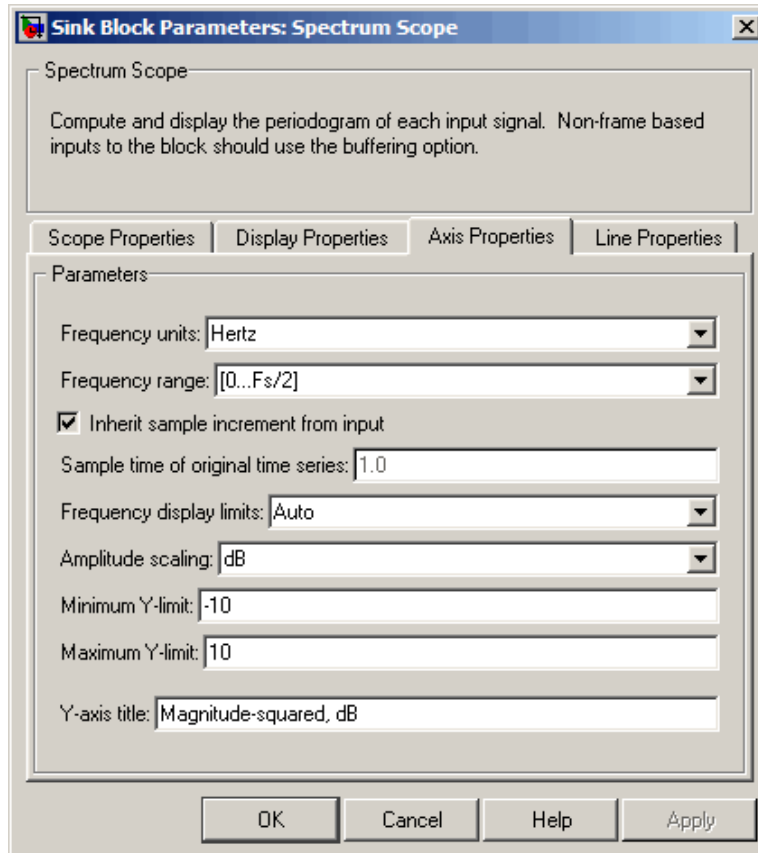 Sink Block Parameters: Spectrum Scope
Spectrum Scope
Compute and display the periodogram of each input signal.  Non-frame based
inputs to the block should use the buffering option.
Scope Properties Display Properties Axis Properties Line Properties
Parameters
Frequency units: Hertz
Frequency range: [0...Fs/2]
Inherit sample increment from input
Sample time of original time series: 1.0
Frequency display limits: Auto
Amplitude scaling: dB
Minimum Y-limit: -10
Maximum Y-limit: 10
Y-axis title: Magnitude-squared, dB
OK Cancel Help Apply